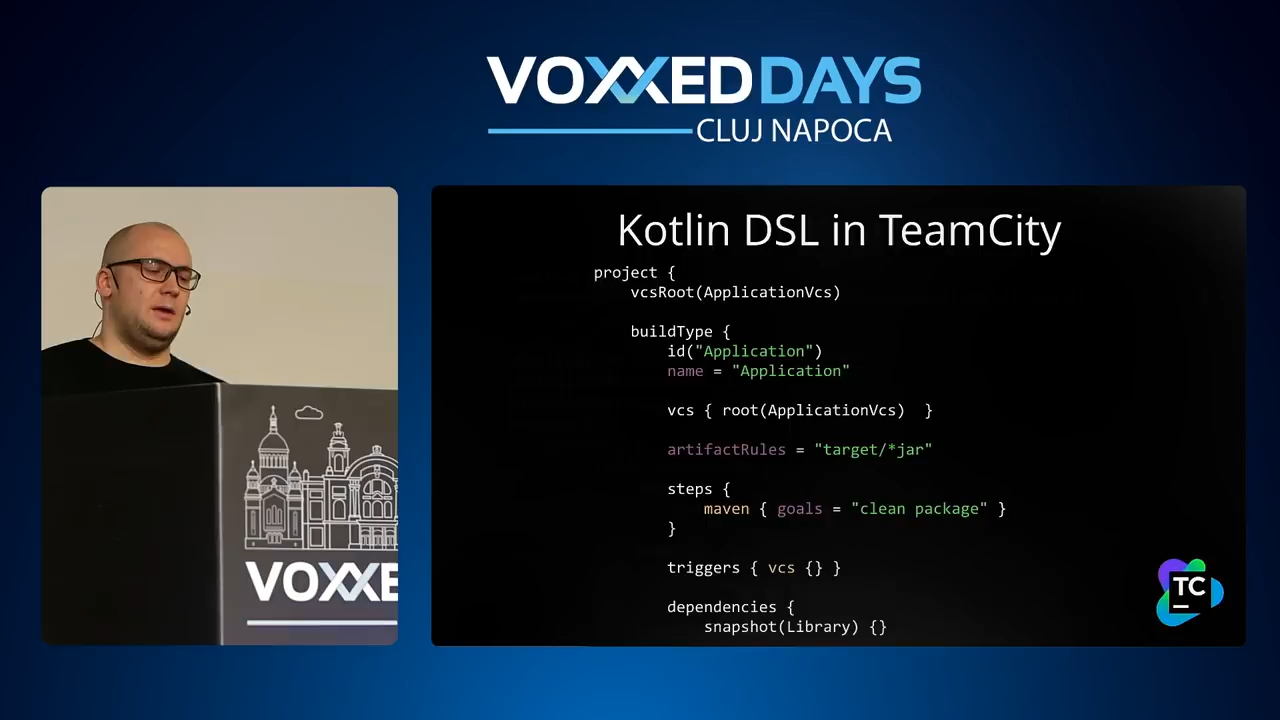 VOXXED DAYS
CLUJ NAPOCA
Kotlin DSL in TeamCity
project {
vcsRoot(ApplicationVcs)
buildType {
id("Application")
name = "Application"
vcs { root(ApplicationVcs)  }
artifactRules = "target/*jar"
steps {
maven { goals = "clean package" }
}
triggers { vcs {} }
dependencies {
snapshot(Library) {}
TC
VOXXE